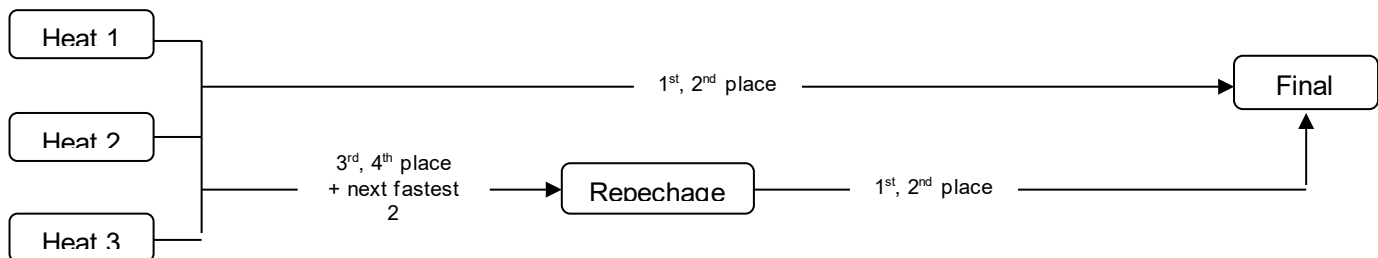 Heat 1
1st, 2nd place
Final
Heat 2
3rd, 4th place
+ next fastest
2
Repechage
1st, 2nd place
Heat 3